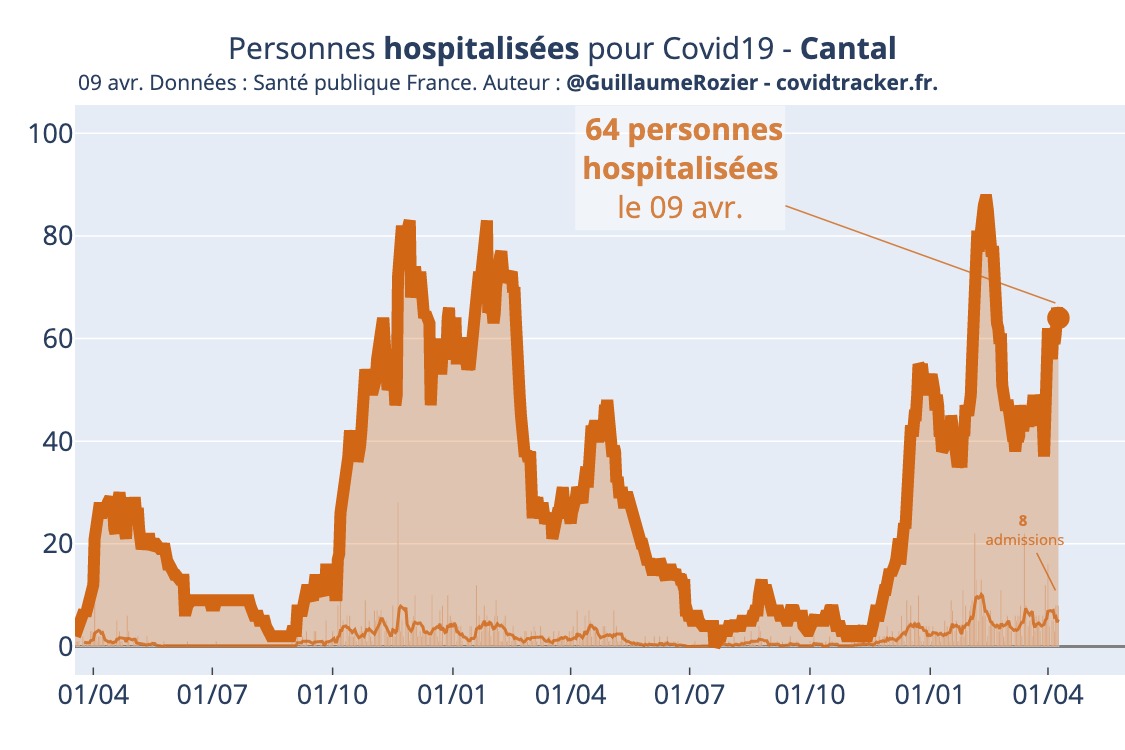 Personnes hospitalisées pour Covid19 - Cantal
09 avr. Données : Santé publique France. Auteur : @GuillaumeRozier - covidtracker.fr.
100
64 personnes
hospitalisées
le 09 avr.
80
60
40
8
admissions
20
0
01/04 01/07 01/10 01/01 01/04 01/07 01/10 01/01 01/04